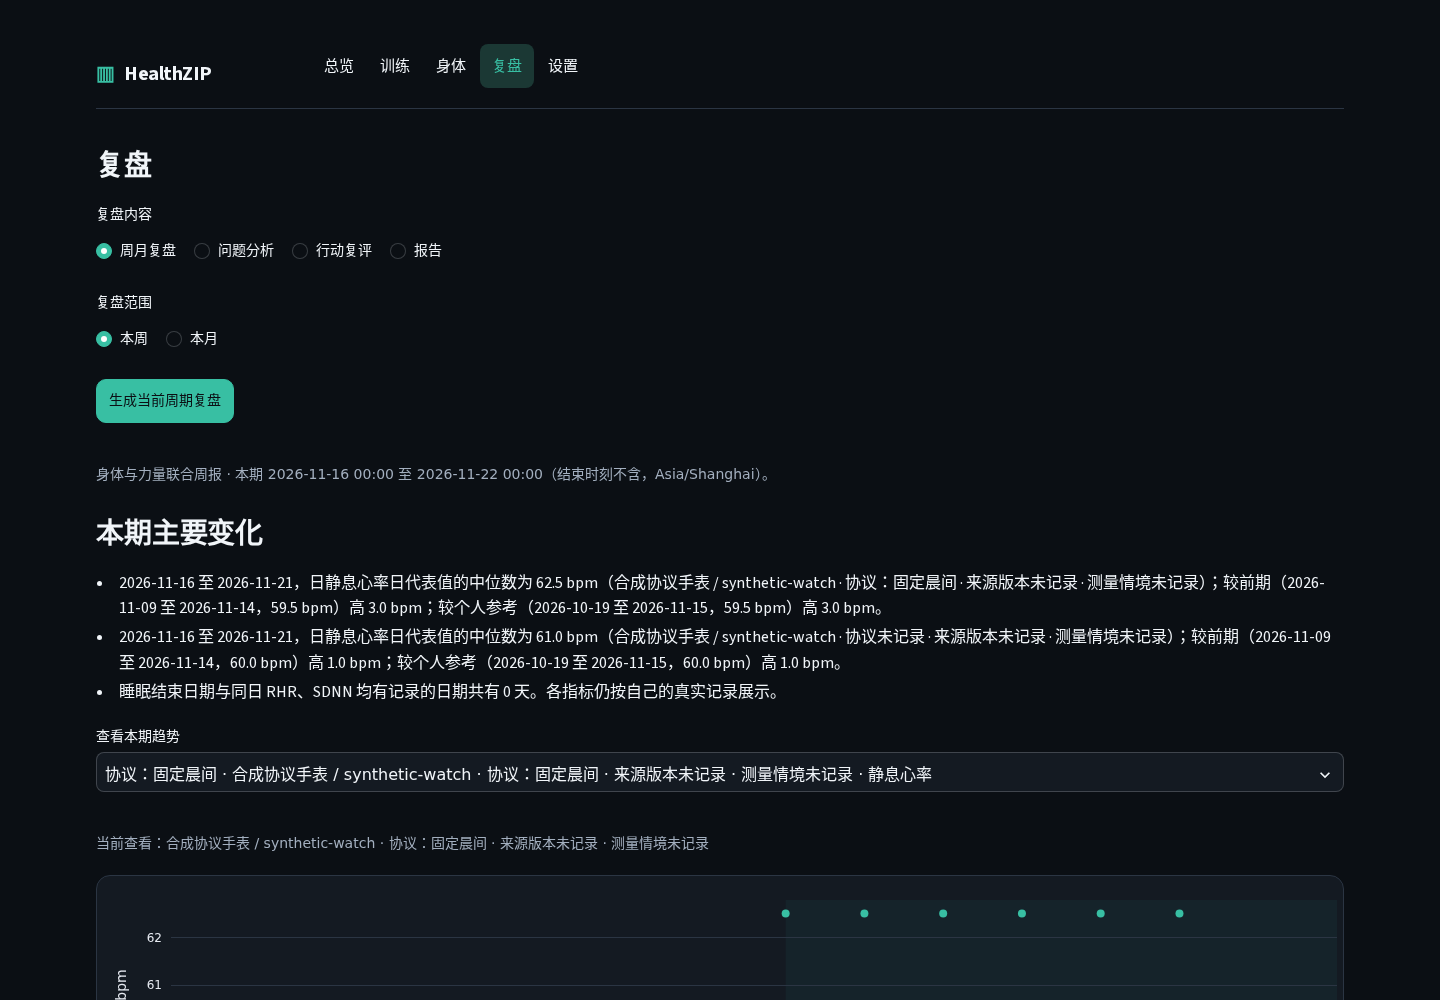 HealthZIP
总览 训练 身体 复盘 设置
复盘
复盘内容
周月复盘 问题分析 行动复评 报告
复盘范围
本周 本月
生成当前周期复盘
身体与力量联合周报 · 本期 2026-11-16 00:00 至 2026-11-22 00:00（结束时刻不含，Asia/Shanghai）。
本期主要变化
2026-11-16 至 2026-11-21，日静息心率日代表值的中位数为 62.5 bpm（合成协议手表 / synthetic-watch · 协议：固定晨间 · 来源版本未记录 · 测量情境未记录）；较前期（2026-
11-09 至 2026-11-14，59.5 bpm）高 3.0 bpm；较个人参考（2026-10-19 至 2026-11-15，59.5 bpm）高 3.0 bpm。
2026-11-16 至 2026-11-21，日静息心率日代表值的中位数为 61.0 bpm（合成协议手表 / synthetic-watch · 协议未记录 · 来源版本未记录 · 测量情境未记录）；较前期（2026-11-09
至 2026-11-14，60.0 bpm）高 1.0 bpm；较个人参考（2026-10-19 至 2026-11-15，60.0 bpm）高 1.0 bpm。
睡眠结束日期与同日 RHR、SDNN 均有记录的日期共有 0 天。各指标仍按自己的真实记录展示。
查看本期趋势
协议：固定晨间 · 合成协议手表 / synthetic-watch · 协议：固定晨间 · 来源版本未记录 · 测量情境未记录 · 静息心率
当前查看：合成协议手表 / synthetic-watch · 协议：固定晨间 · 来源版本未记录 · 测量情境未记录
62
61
bpm